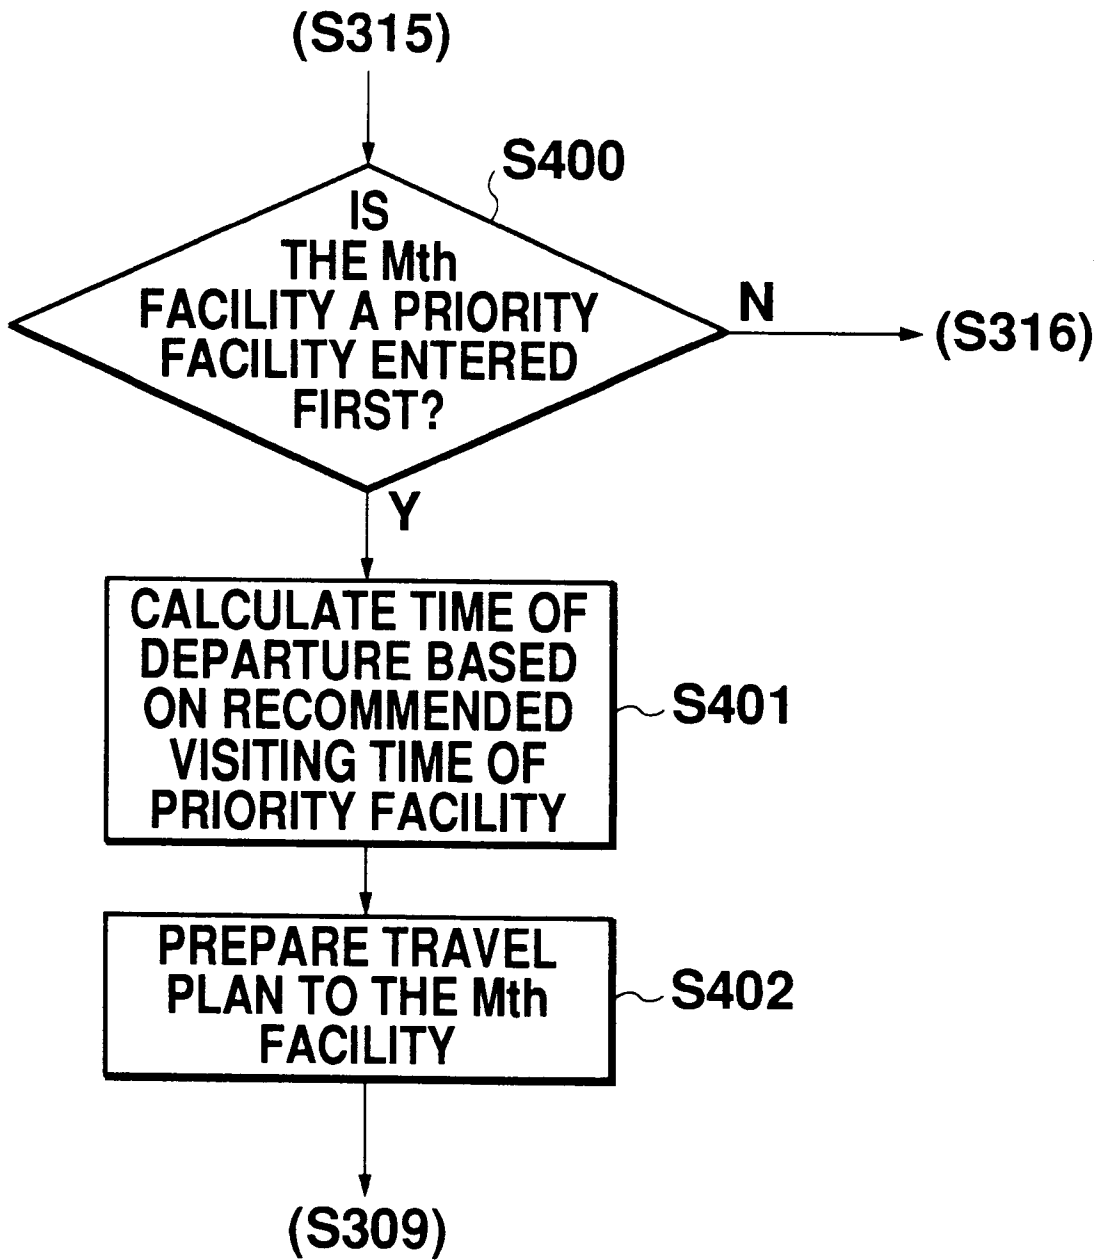 (S315)
S400
IS
THE Mth
FACILITY A PRIORITY
FACILITY ENTERED
FIRST?
N
(S316)
Y
CALCULATE TIME OF
DEPARTURE BASED
ON RECOMMENDED
VISITING TIME OF
PRIORITY FACILITY
S401
PREPARE TRAVEL
PLAN TO THE Mth
FACILITY
S402
(S309)